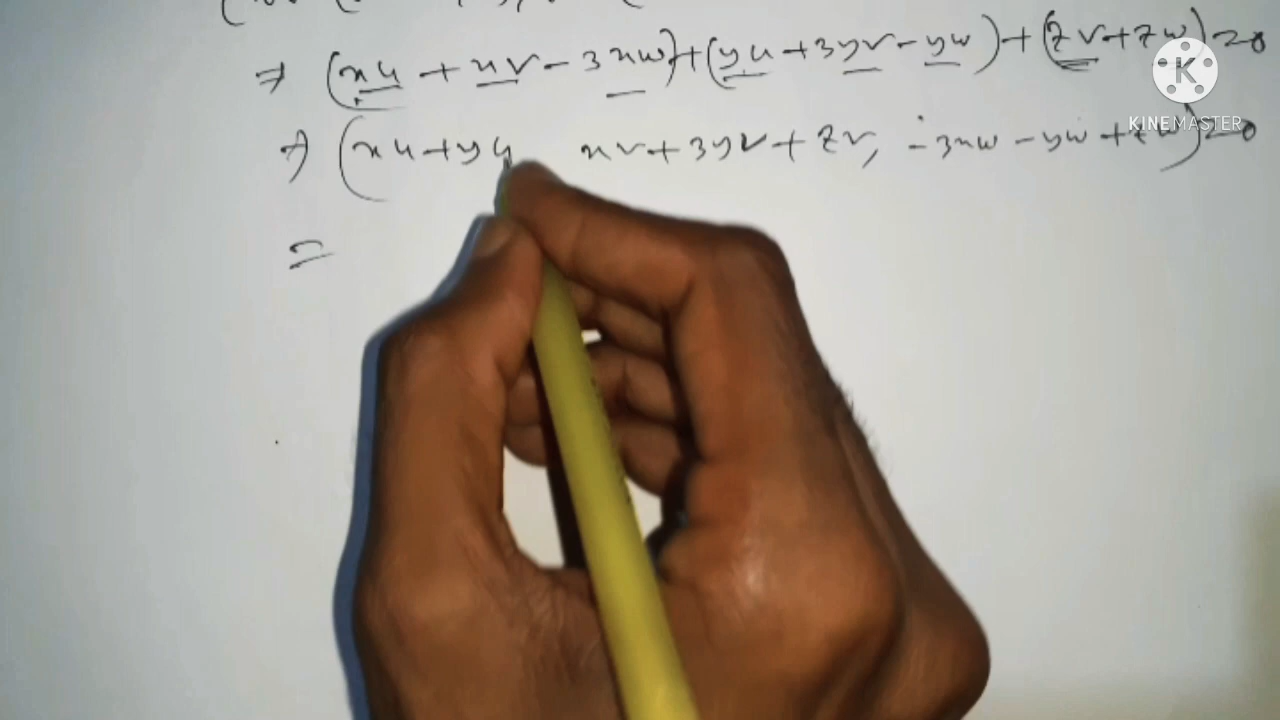 ⇒ (xu + xv - 3xw) + (yu + 3yv - yw) + (zv + zw) = 0
⇒ (xu + yu xv + 3yv + zv, -3xw - yw + zw) = 0
=
K
KINEMASTER